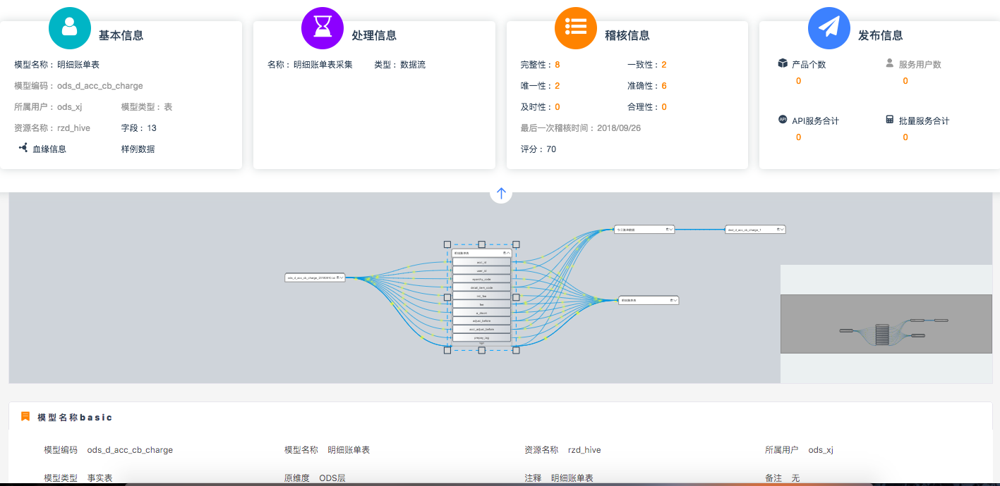 基本信息
模型名称： 明细账单表
模型编码： ods_d_acc_cb_charge
所属用户： ods_xj 模型类型： 表
资源名称： rzd_hive 字段： 13
血缘信息 样例数据
处理信息
名称： 明细账单表采集 类型： 数据流
稽核信息
完整性： 8 一致性： 2
唯一性： 2 准确性： 6
及时性： 0 合理性： 0
最后一次稽核时间： 2018/09/26
评分： 70
发布信息
产品个数 服务用户数
0 0
API API服务合计 批量服务合计
0 0
dwd_d_acc_cb_charge_1
明细账单表
acct_id
user_id
eparchy_code
detail_item_code
fee
a_discnt
adjust_before
acct_adjust_before
prepay_tag
明细账单表
模型名称basic
模型编码 ods_d_acc_cb_charge 模型名称 明细账单表 资源名称 rzd_hive 所属用户 ods_xj
模型类型 事实表 原维度 ODS层 注释 明细账单表 备注 无